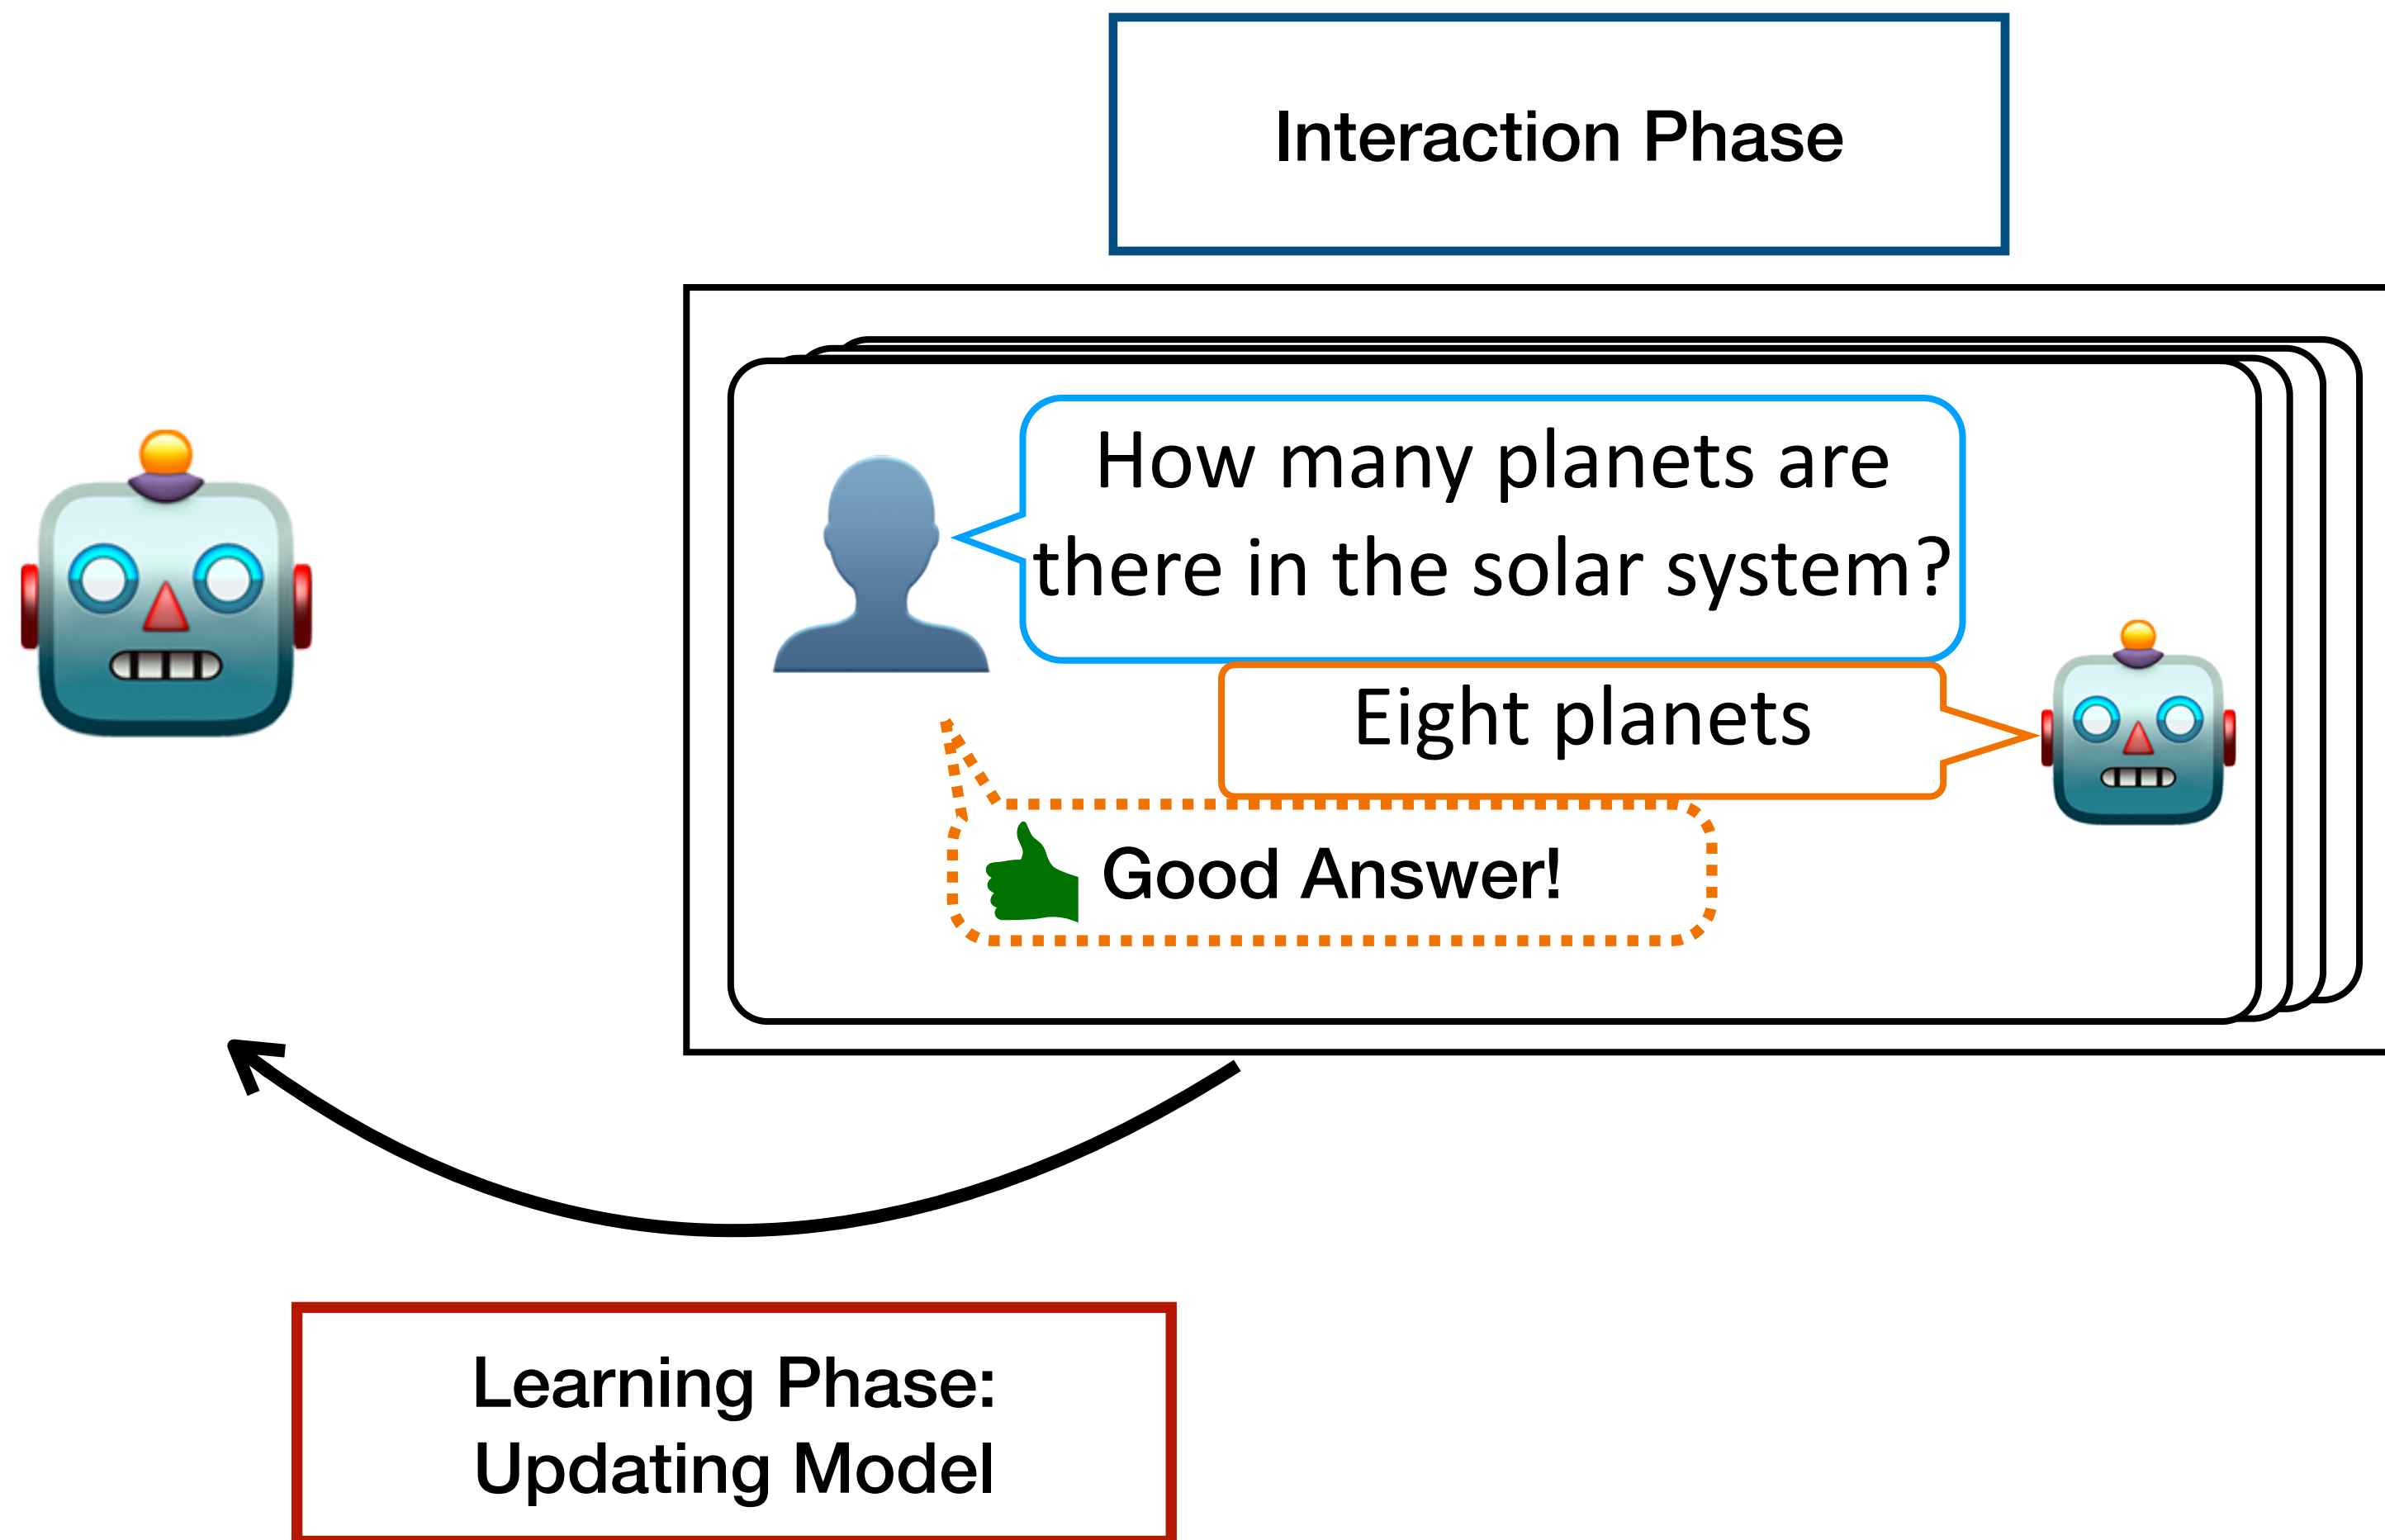 Interaction Phase
How many planets are
there in the solar system?
Eight planets
Good Answer!
Learning Phase:
Updating Model